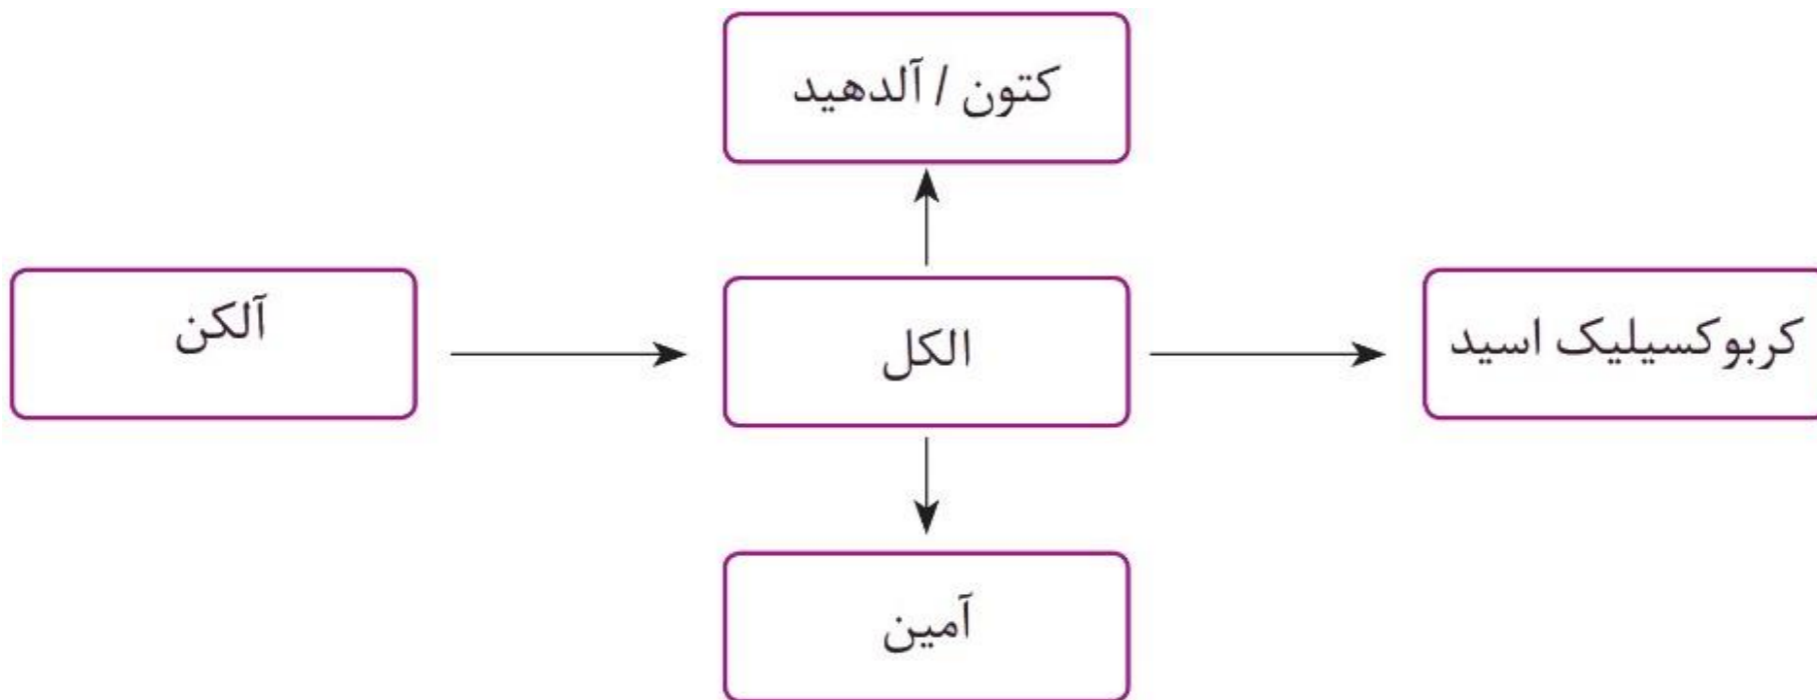 کتون / آلدهید
آلکن
الکل
کربوکسیلیک اسید
آمین